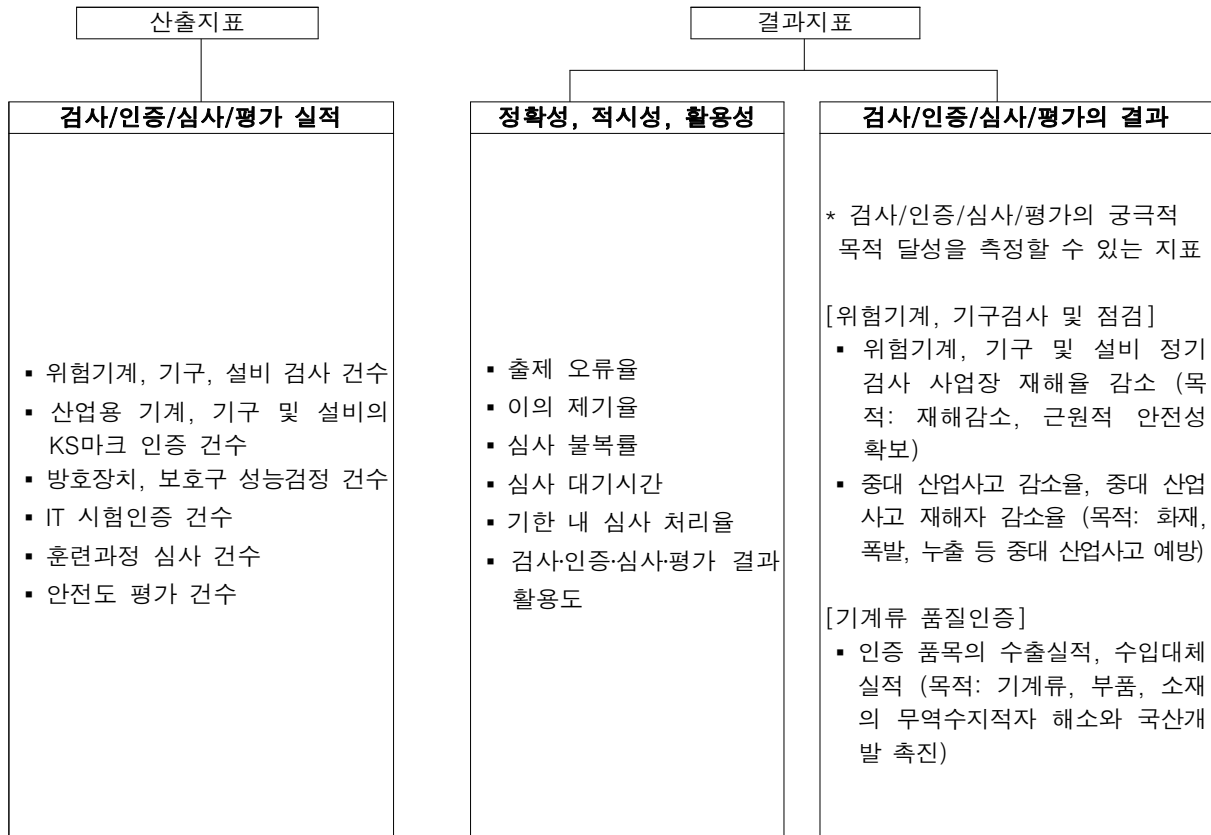 산출지표
결과지표
검사/인증/심사/평가 실적
▪ 위험기계, 기구, 설비 검사 건수
▪ 산업용 기계, 기구 및 설비의
KS마크 인증 건수
▪ 방호장치, 보호구 성능검정 건수
▪ IT 시험인증 건수
▪ 훈련과정 심사 건수
▪ 안전도 평가 건수
정확성, 적시성, 활용성
▪ 출제 오류율
▪ 이의 제기율
▪ 심사 불복률
▪ 심사 대기시간
▪ 기한 내 심사 처리율
▪ 검사·인증·심사·평가 결과
활용도
검사/인증/심사/평가의 결과
* 검사/인증/심사/평가의 궁극적
목적 달성을 측정할 수 있는 지표
[위험기계, 기구검사 및 점검]
▪ 위험기계, 기구 및 설비 정기
검사 사업장 재해율 감소 (목
적: 재해감소, 근원적 안전성
확보)
▪ 중대 산업사고 감소율, 중대 산업
사고 재해자 감소율 (목적: 화재,
폭발, 누출 등 중대 산업사고 예방)
[기계류 품질인증]
▪ 인증 품목의 수출실적, 수입대체
실적 (목적: 기계류, 부품, 소재
의 무역수지적자 해소와 국산개
발 촉진)